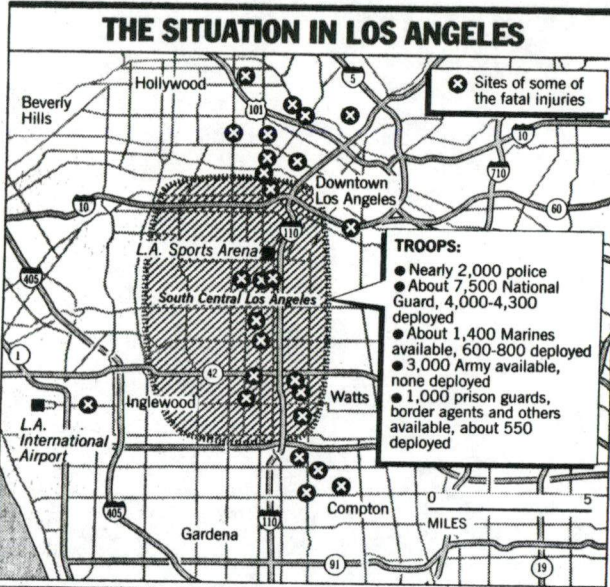 THE SITUATION IN LOS ANGELES
Sites of some of
the fatal injuries
Hollywood
5
Beverly
Hills
101
10
710
Downtown
Los Angeles
10
60
110
L.A. Sports Arena
405
South Central Los Angeles
TROOPS:
● Nearly 2,000 police
● About 7,500 National
Guard, 4,000-4,300
deployed
● About 1,400 Marines
available, 600-800 deployed
● 3,000 Army available,
none deployed
● 1,000 prison guards,
border agents and others
available, about 550
deployed
1
42
Inglewood
Watts
L.A.
International
Airport
405
110
Compton
Gardena
0 5
MILES
91
19